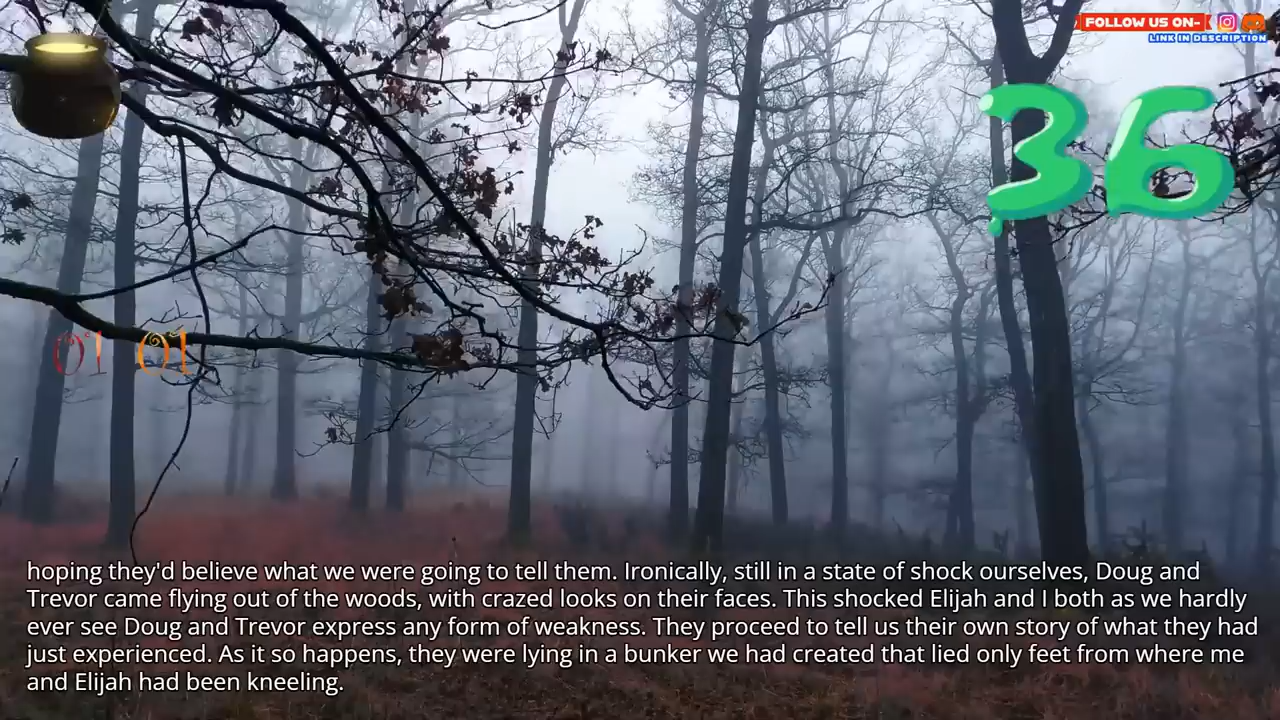 FOLLOW US ON-
LINK IN DESCRIPTION
36
01 01
hoping they'd believe what we were going to tell them. Ironically, still in a state of shock ourselves, Doug and
Trevor came flying out of the woods, with crazed looks on their faces. This shocked Elijah and I both as we hardly
ever see Doug and Trevor express any form of weakness. They proceed to tell us their own story of what they had
just experienced. As it so happens, they were lying in a bunker we had created that lied only feet from where me
and Elijah had been kneeling.